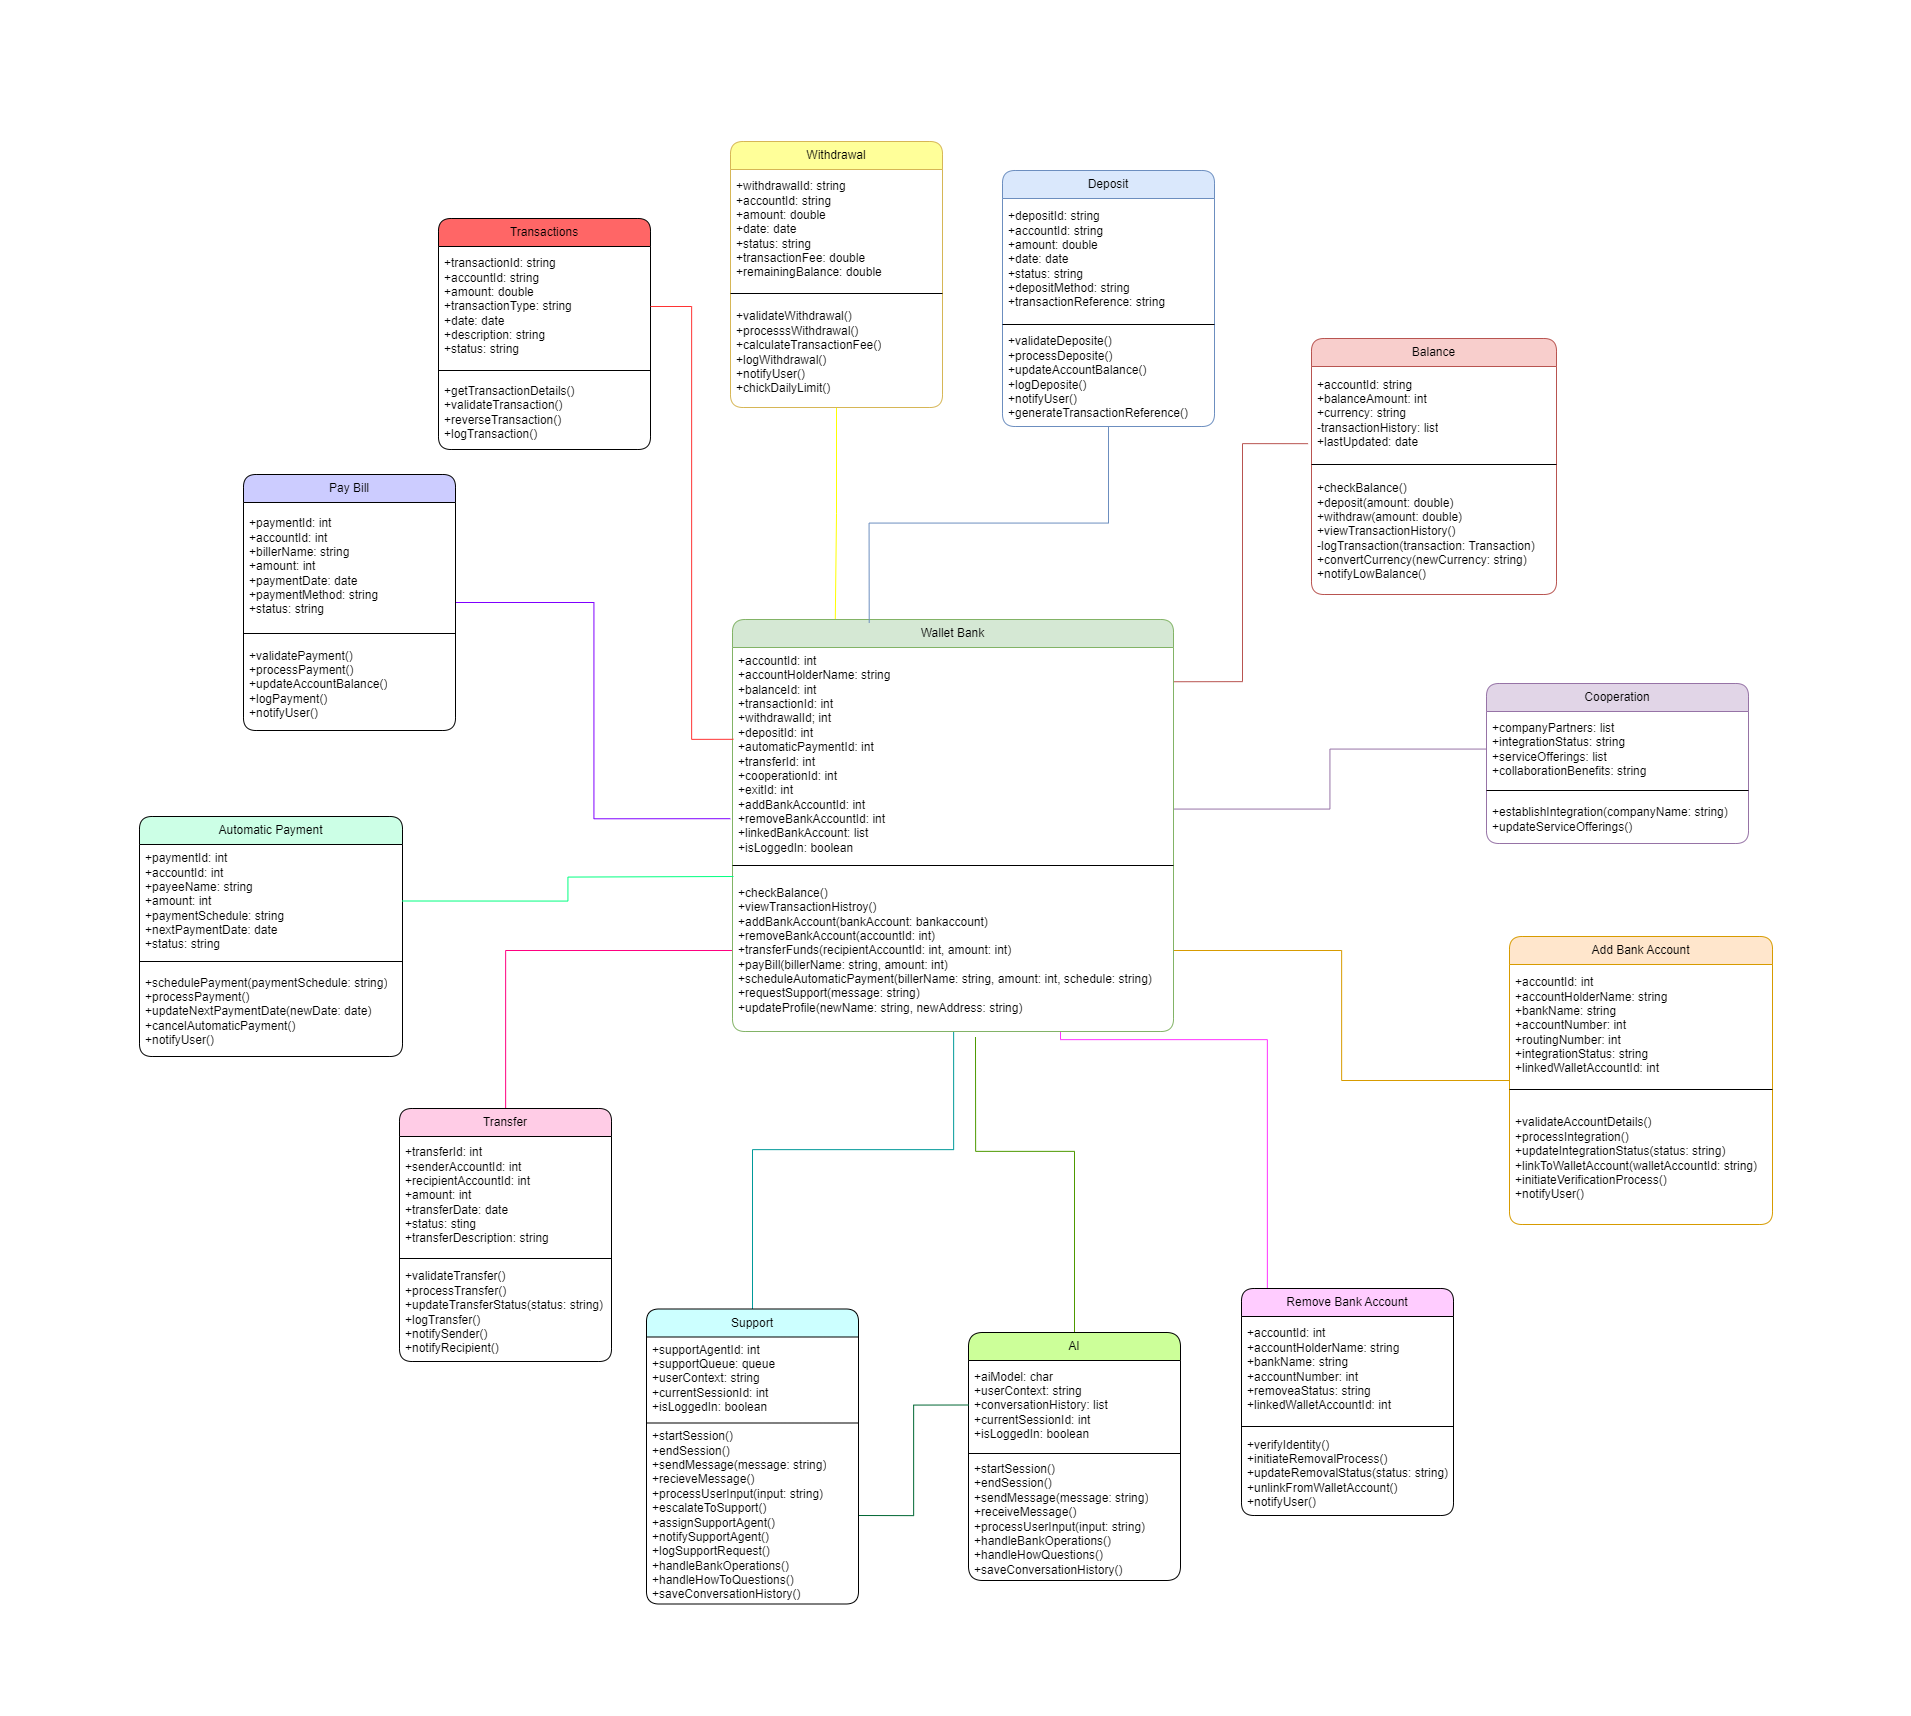 Withdrawal
+withdrawalId: string
+accountId: string
+amount: double
+date: date
+status: string
+transactionFee: double
+remainingBalance: double
+validateWithdrawal()
+processsWithdrawal()
+calculateTransactionFee()
+logWithdrawal()
+notifyUser()
+chickDailyLimit()
Deposit
+depositId: string
+accountId: string
+amount: double
+date: date
+status: string
+depositMethod: string
+transactionReference: string
+validateDeposite()
+processDeposite()
+updateAccountBalance()
+logDeposite()
+notifyUser()
+generateTransactionReference()
Transactions
+transactionId: string
+accountId: string
+amount: double
+transactionType: string
+date: date
+description: string
+status: string
+getTransactionDetails()
+validateTransaction()
+reverseTransaction()
+logTransaction()
Balance
+accountId: string
+balanceAmount: int
+currency: string
-transactionHistory: list
+lastUpdated: date
+checkBalance()
+deposit(amount: double)
+withdraw(amount: double)
+viewTransactionHistory()
-logTransaction(transaction: Transaction)
+convertCurrency(newCurrency: string)
+notifyLowBalance()
Pay Bill
+paymentId: int
+accountId: int
+billerName: string
+amount: int
+paymentDate: date
+paymentMethod: string
+status: string
+validatePayment()
+processPayment()
+updateAccountBalance()
+logPayment()
+notifyUser()
Wallet Bank
+accountId: int
+accountHolderName: string
+balanceId: int
+transactionId: int
+withdrawalId; int
+depositId: int
+automaticPaymentId: int
+transferId: int
+cooperationId: int
+exitId: int
+addBankAccountId: int
+removeBankAccountId: int
+linkedBankAccount: list
+isLoggedIn: boolean
+checkBalance()
+viewTransactionHistroy()
+addBankAccount(bankAccount: bankaccount)
+removeBankAccount(accountId: int)
+transferFunds(recipientAccountId: int, amount: int)
+payBill(billerName: string, amount: int)
+scheduleAutomaticPayment(billerName: string, amount: int, schedule: string)
+requestSupport(message: string)
+updateProfile(newName: string, newAddress: string)
Cooperation
+companyPartners: list
+integrationStatus: string
+serviceOfferings: list
+collaborationBenefits: string
+establishIntegration(companyName: string)
+updateServiceOfferings()
Automatic Payment
+paymentId: int
+accountId: int
+payeeName: string
+amount: int
+paymentSchedule: string
+nextPaymentDate: date
+status: string
+schedulePayment(paymentSchedule: string)
+processPayment()
+updateNextPaymentDate(newDate: date)
+cancelAutomaticPayment()
+notifyUser()
Add Bank Account
+accountId: int
+accountHolderName: string
+bankName: string
+accountNumber: int
+routingNumber: int
+integrationStatus: string
+linkedWalletAccountId: int
+validateAccountDetails()
+processIntegration()
+updateIntegrationStatus(status: string)
+linkToWalletAccount(walletAccountId: string)
+initiateVerificationProcess()
+notifyUser()
Transfer
+transferId: int
+senderAccountId: int
+recipientAccountId: int
+amount: int
+transferDate: date
+status: sting
+transferDescription: string
+validateTransfer()
+processTransfer()
+updateTransferStatus(status: string)
+logTransfer()
+notifySender()
+notifyRecipient()
Support
+supportAgentId: int
+supportQueue: queue
+userContext: string
+currentSessionId: int
+isLoggedIn: boolean
+startSession()
+endSession()
+sendMessage(message: string)
+recieveMessage()
+processUserInput(input: string)
+escalateToSupport()
+assignSupportAgent()
+notifySupportAgent()
+logSupportRequest()
+handleBankOperations()
+handleHowToQuestions()
+saveConversationHistory()
AI
+aiModel: char
+userContext: string
+conversationHistory: list
+currentSessionId: int
+isLoggedIn: boolean
+startSession()
+endSession()
+sendMessage(message: string)
+receiveMessage()
+processUserInput(input: string)
+handleBankOperations()
+handleHowQuestions()
+saveConversationHistory()
Remove Bank Account
+accountId: int
+accountHolderName: string
+bankName: string
+accountNumber: int
+removeaStatus: string
+linkedWalletAccountId: int
+verifyIdentity()
+initiateRemovalProcess()
+updateRemovalStatus(status: string)
+unlinkFromWalletAccount()
+notifyUser()